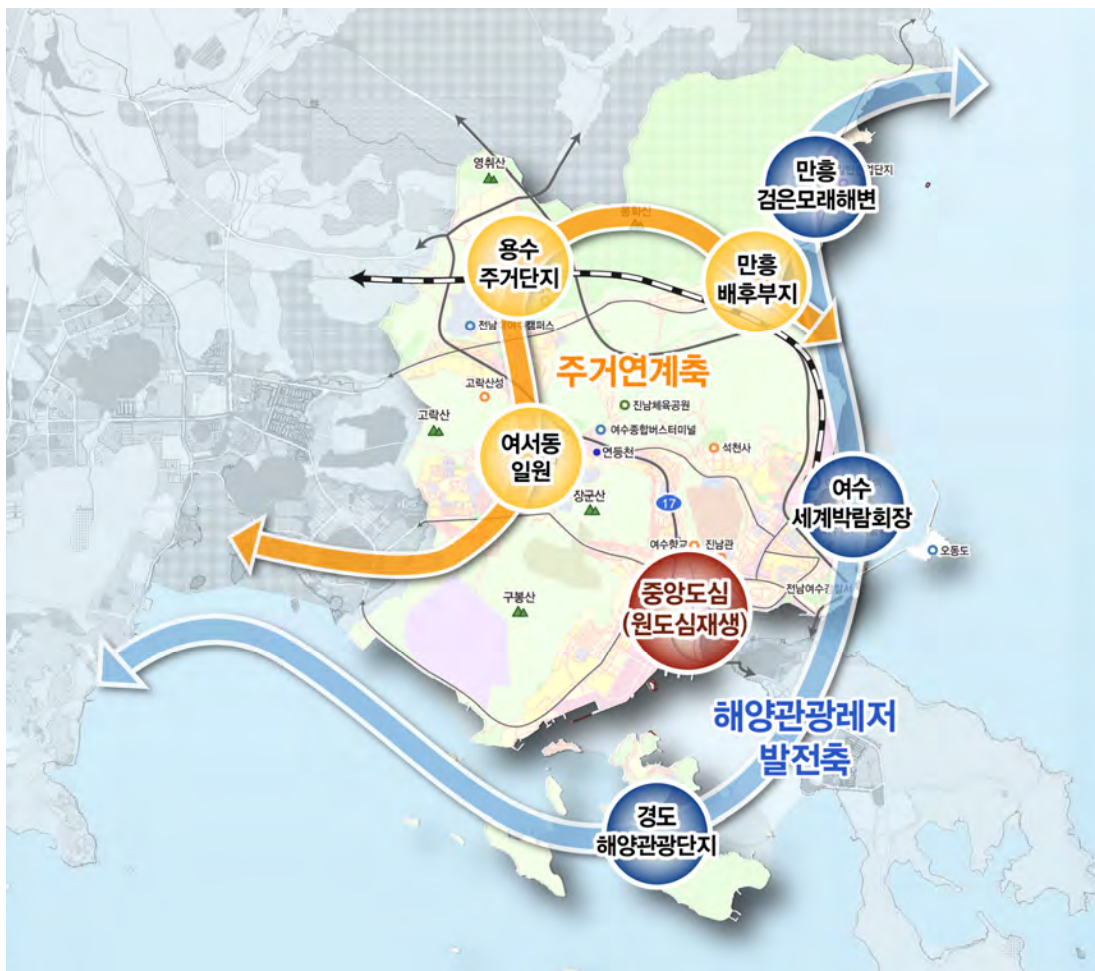 만흥
검은모래해변
영취산
용수
주거단지
만흥
배후부지
전남
캠퍼스
주거연계축
고락산성
진남체육공원
고락산
여수종합버스터미널
여서동
일원
연등천
석천사
장군산
17
여수
세계박람회장
여수향교
진남관
오동도
중앙도심
(원도심재생)
전남여수
구봉산
해양관광레저
발전축
경도
해양관광단지